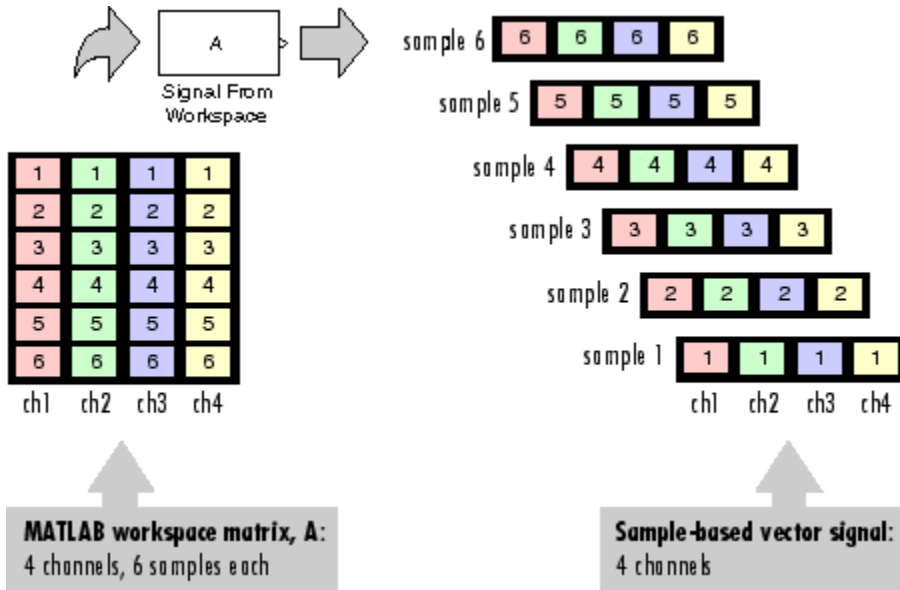 A
Signal From
Workspace
sample 6 6 6 6 6
sample 5 5 5 5 5
sample 4 4 4 4 4
sample 3 3 3 3 3
sample 2 2 2 2 2
sample 1 1 1 1 1
ch1 ch2 ch3 ch4
1 1 1 1
2 2 2 2
3 3 3 3
4 4 4 4
5 5 5 5
6 6 6 6
ch1 ch2 ch3 ch4
MATLAB workspace matrix, A:
4 channels, 6 samples each
Sample-based vector signal:
4 channels